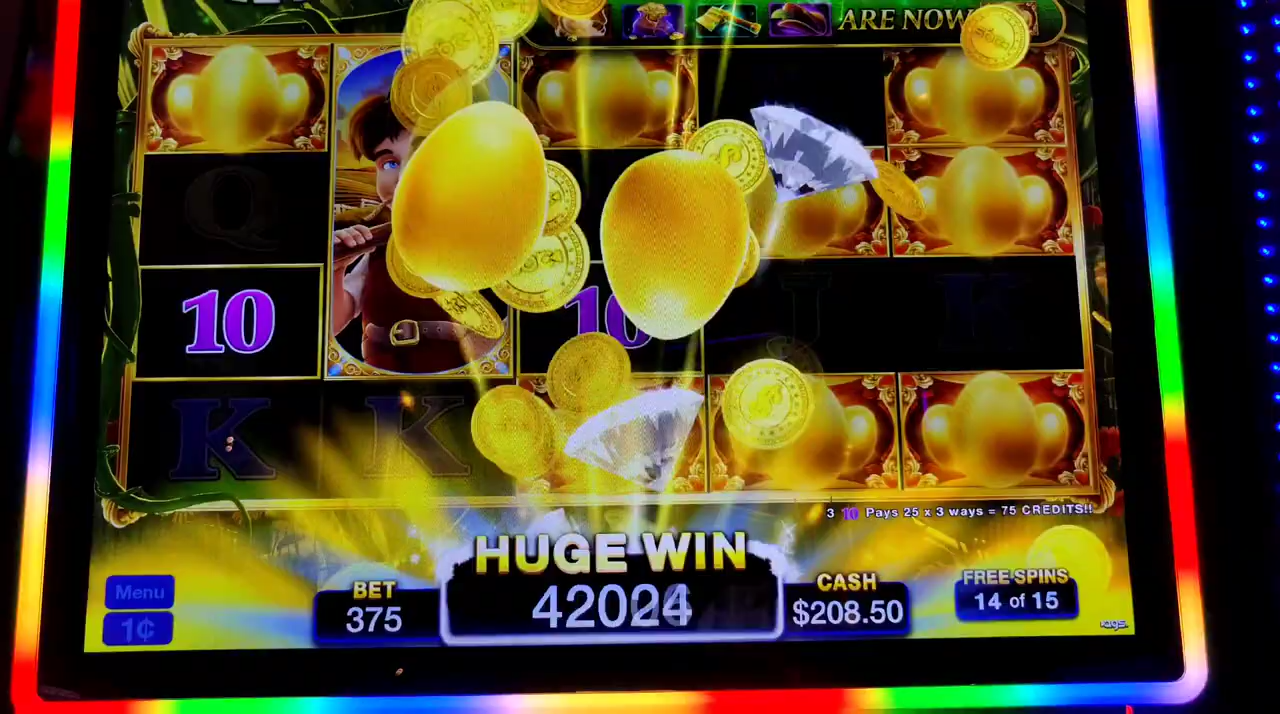 ARE NOW
Q
10
10
J
K
K
K
3 10 Pays 25 x 3 ways = 75 CREDITS!!
HUGE WIN
Menu
1¢
BET
375
CASH
$208.50
FREE SPINS
14 of 15
AGS